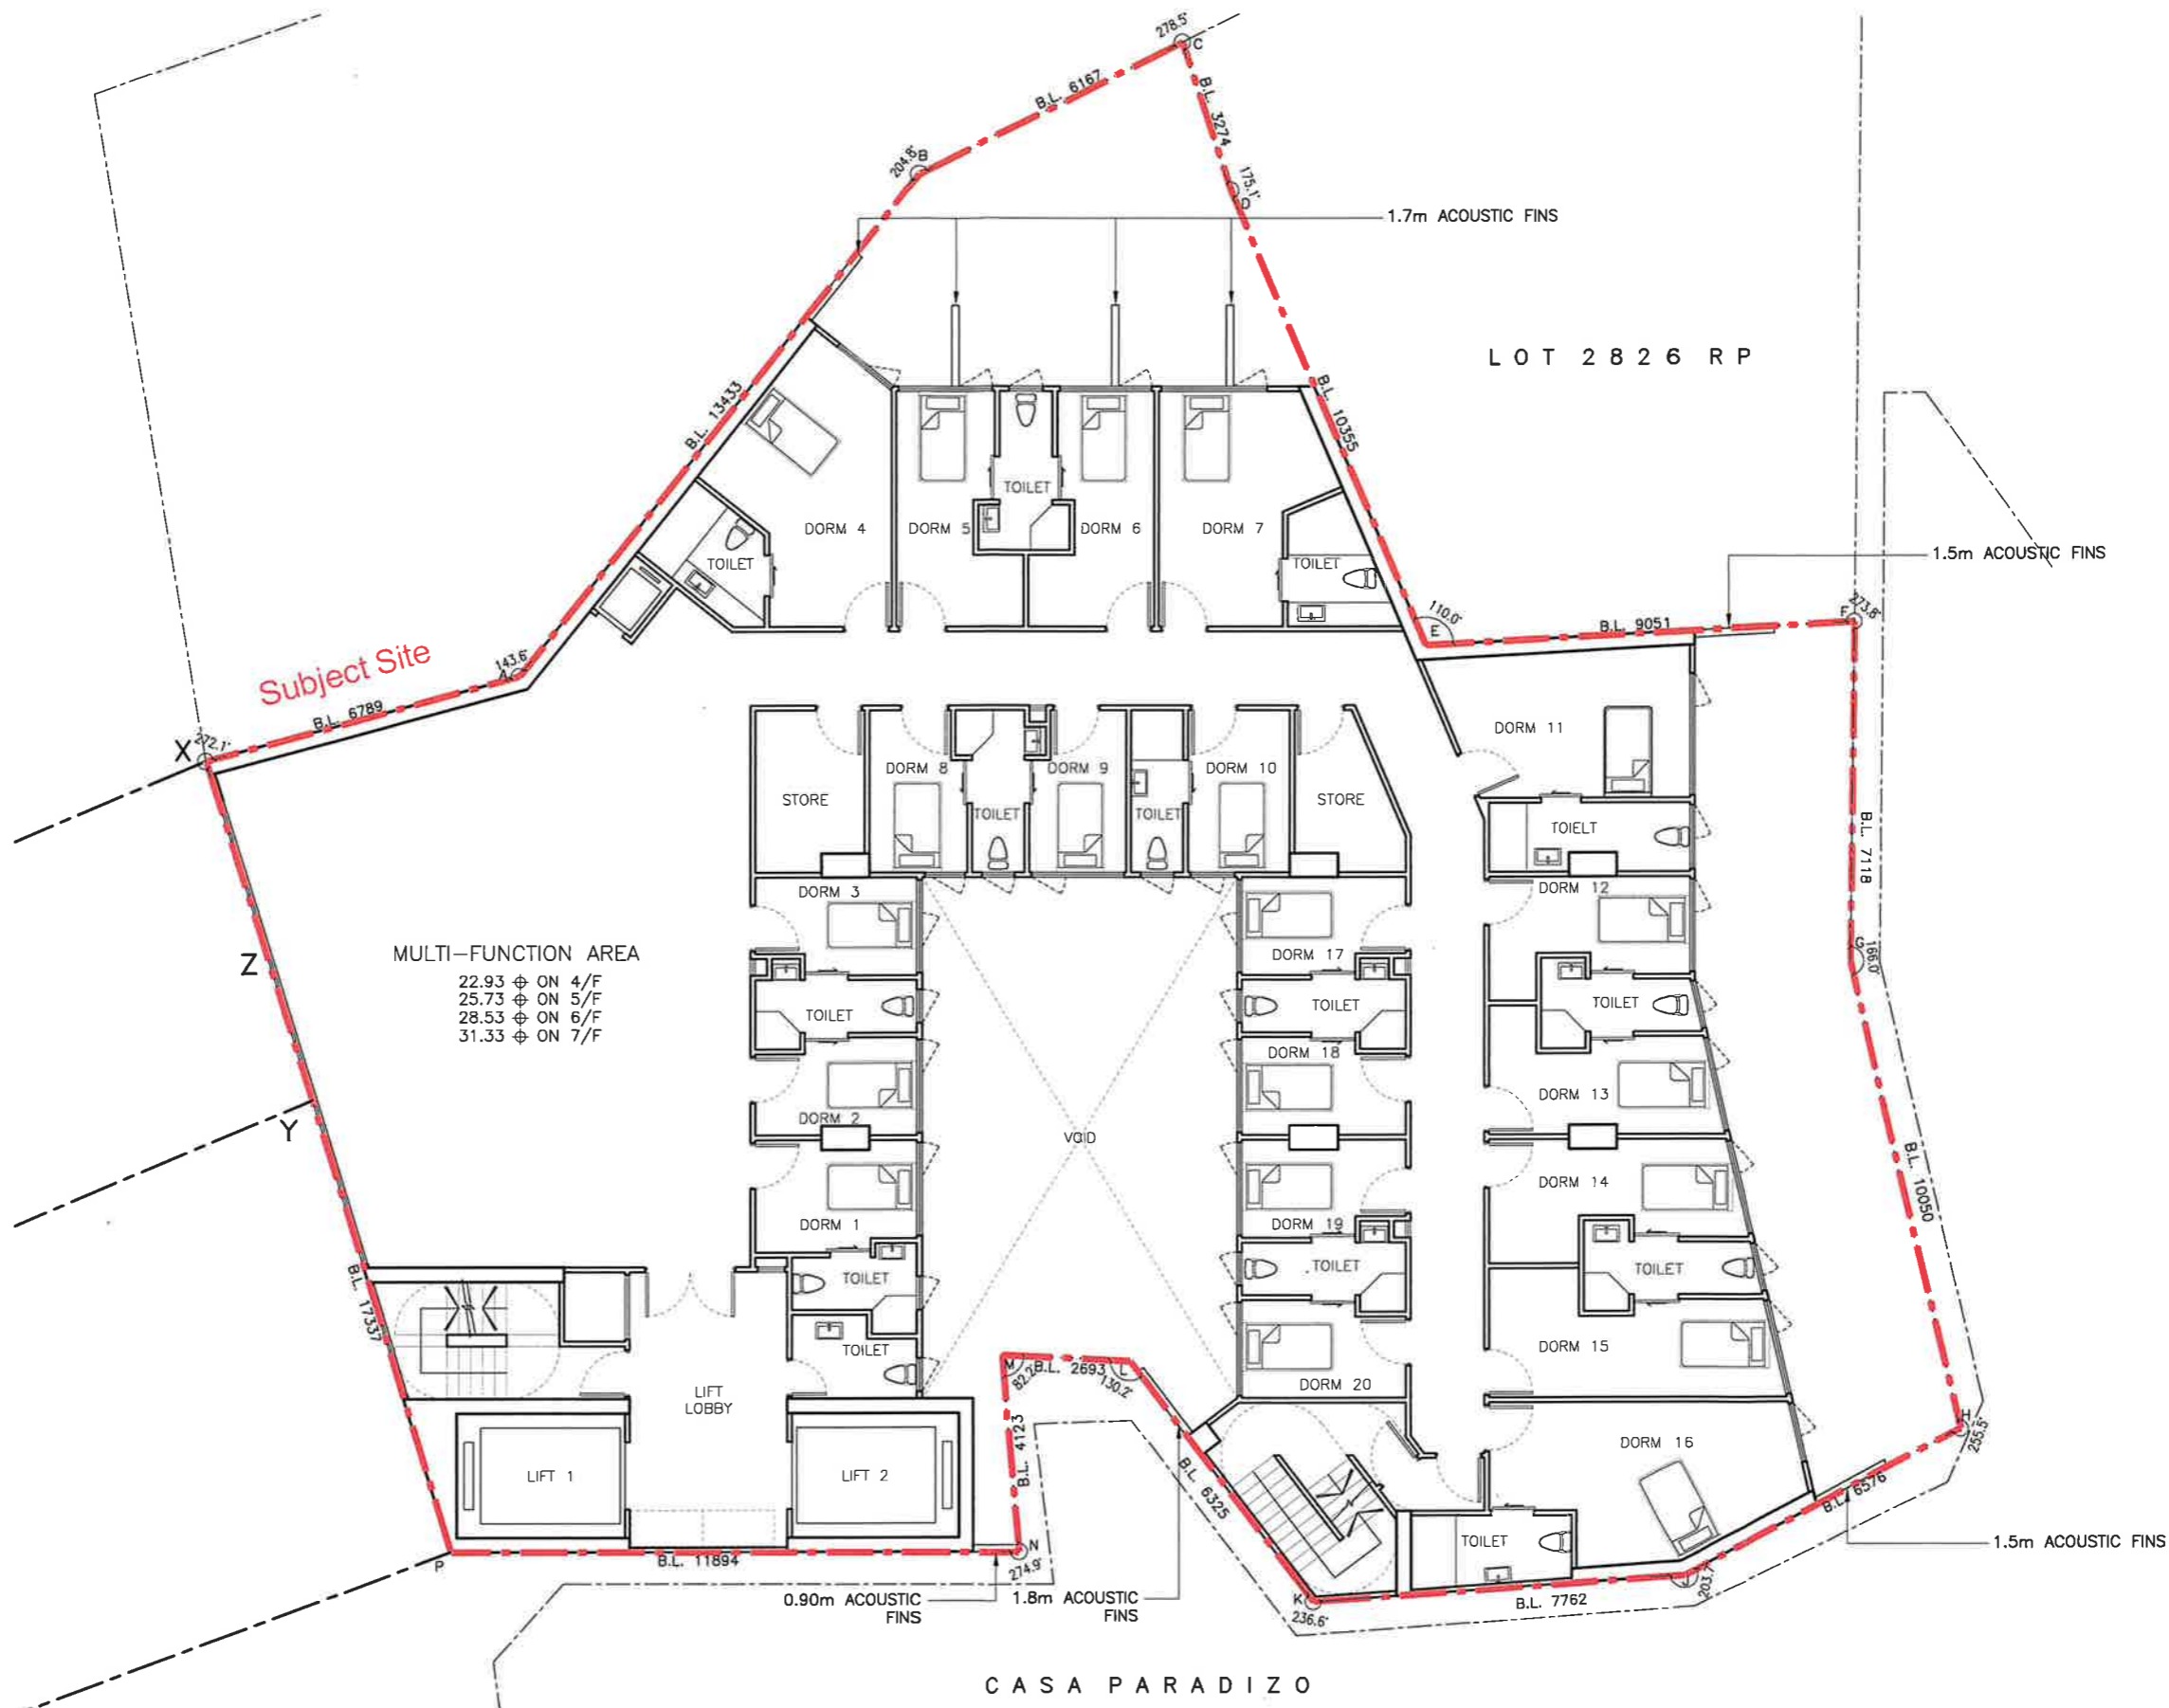 278.5°
C
B.L. 6167
B.L. 3274
204.8°
B
175.1°
D
1.7m ACOUSTIC FINS
LOT 2826 RP
B.L. 13433
B.L. 10355
DORM 4
DORM 5
TOILET
DORM 6
DORM 7
TOILET
TOILET
1.5m ACOUSTIC FINS
110.0°
E
B.L. 9051
F
273.8°
Subject Site
143.6°
A
B.L. 6789
X
272.1°
DORM 11
STORE
DORM 8
TOILET
DORM 9
TOILET
DORM 10
STORE
TOIELT
B.L. 7118
DORM 3
DORM 12
Z
MULTI-FUNCTION AREA
22.93 ON 4/F
25.73 ON 5/F
28.53 ON 6/F
31.33 ON 7/F
DORM 17
G
166.0°
TOILET
TOILET
TOILET
DORM 18
DORM 13
DORM 2
Y
VOID
DORM 14
DORM 1
DORM 19
B.L. 10050
TOILET
TOILET
TOILET
B.L. 17337
TOILET
DORM 15
M
82.2°
B.L. 2693
L
130.2°
DORM 20
LIFT
LOBBY
B.L. 4123
DORM 16
H
255.5°
LIFT 1
LIFT 2
B.L. 6325
B.L. 6576
TOILET
1.5m ACOUSTIC FINS
P
B.L. 11894
N
274.9°
0.90m ACOUSTIC
FINS
1.8m ACOUSTIC
FINS
K
236.6°
B.L. 7762
203.7°
CASA PARADIZO